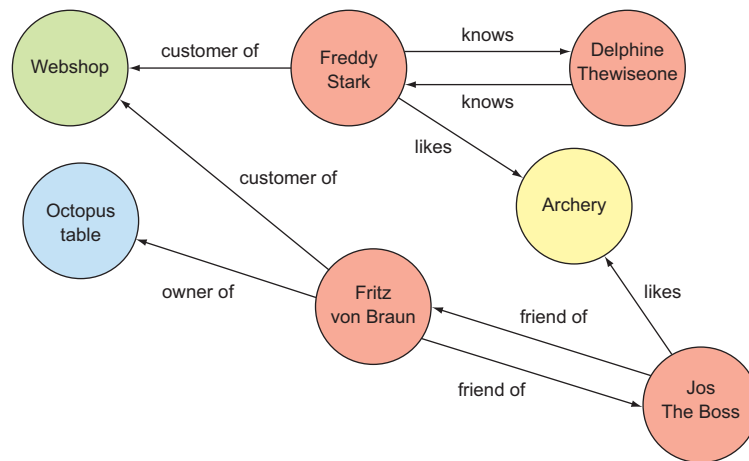 knows
customer of
Webshop
Freddy
Stark
Delphine
Thewiseone
knows
likes
customer of
Archery
Octopus
table
owner of
Fritz
von Braun
likes
friend of
friend of
Jos
The Boss